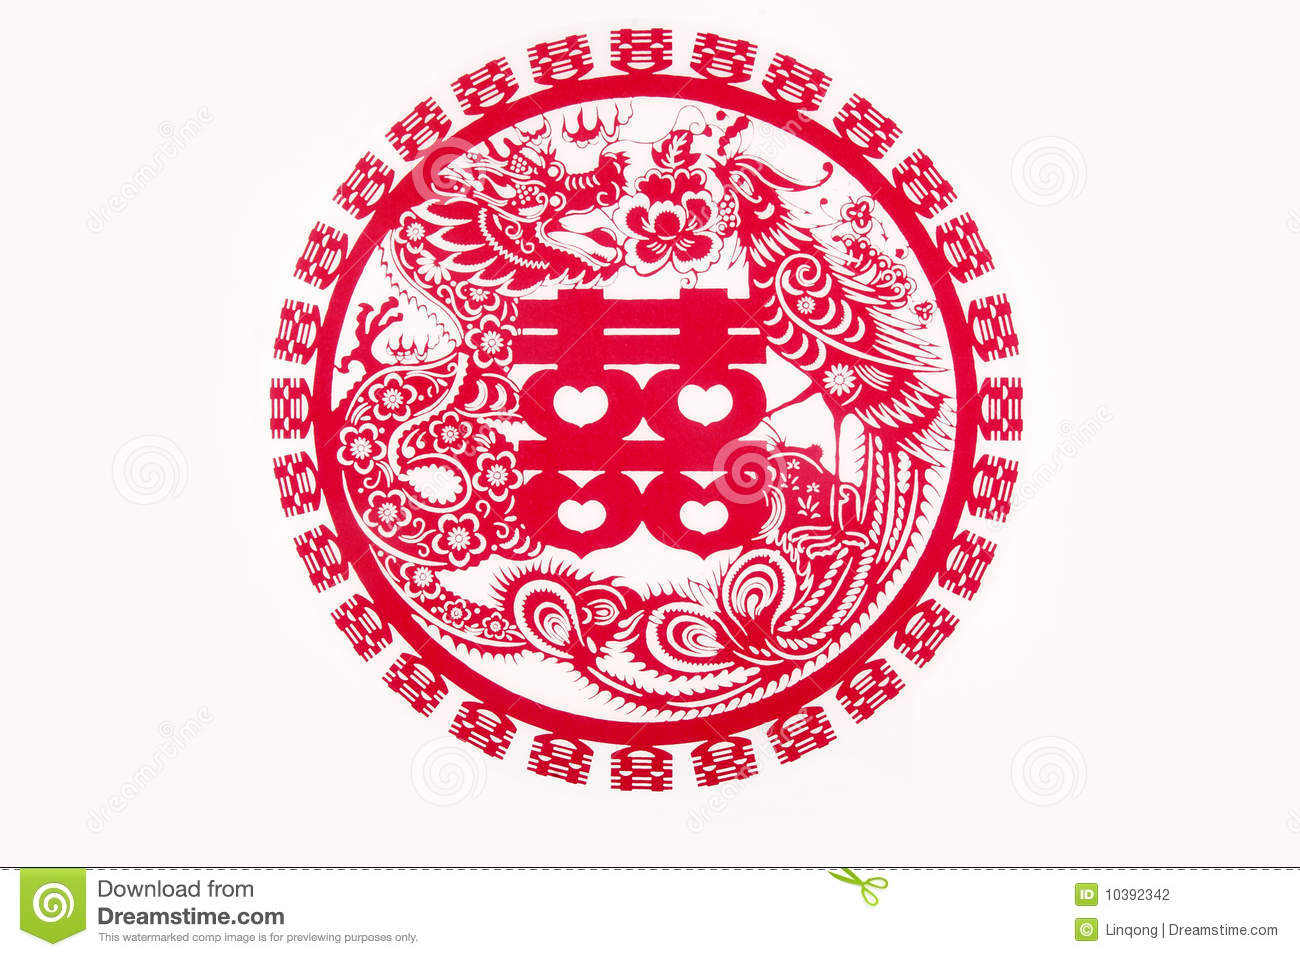 囍
Download from
Dreamstime.com
This watermarked comp image is for previewing purposes only.
ID 10392342
© Linqong | Dreamstime.com
dreamstime